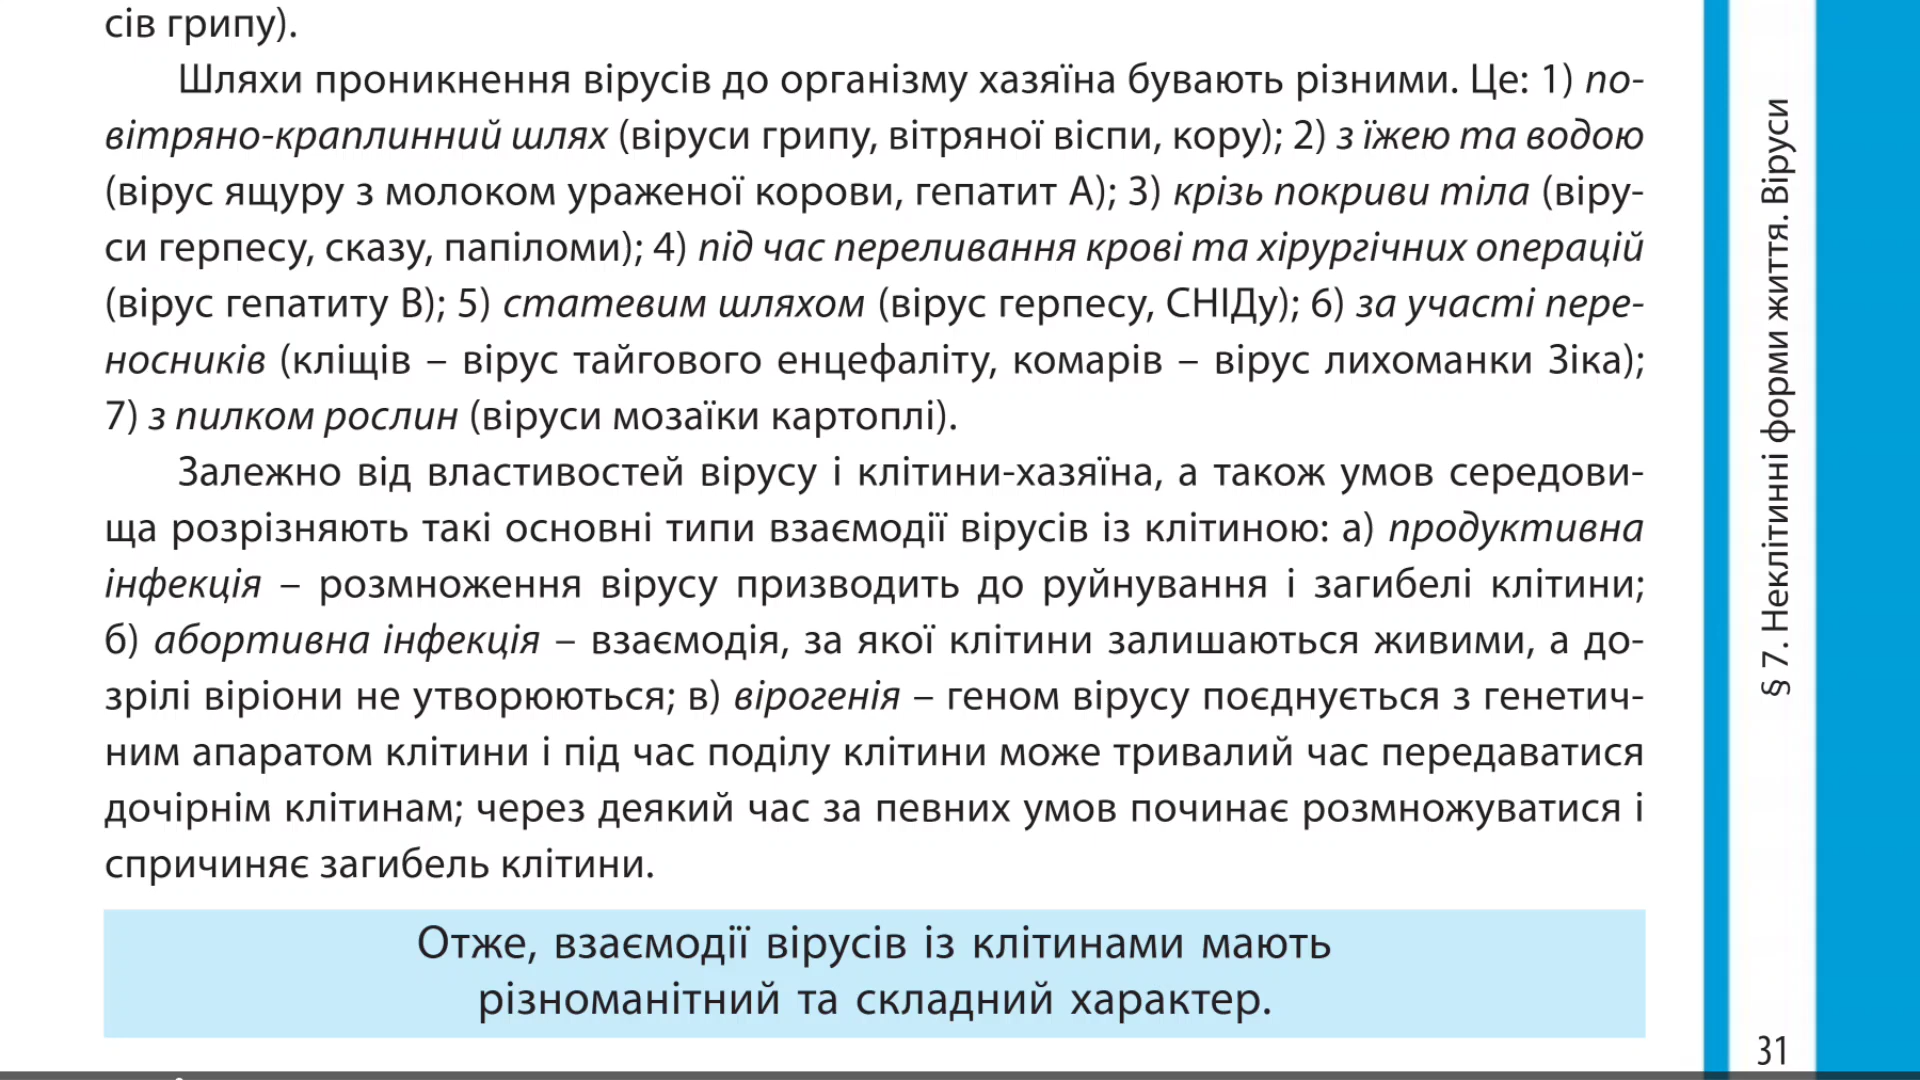 сів грипу).
Шляхи проникнення вірусів до організму хазяїна бувають різними. Це: 1) по-
вітряно-краплинний шлях (віруси грипу, вітряної віспи, кору); 2) з їжею та водою
(вірус ящуру з молоком ураженої корови, гепатит А); 3) крізь покриви тіла (віру-
си герпесу, сказу, папіломи); 4) під час переливання крові та хірургічних операцій
(вірус гепатиту В); 5) статевим шляхом (вірус герпесу, СНІДу); 6) за участі пере-
носників (кліщів – вірус тайгового енцефаліту, комарів – вірус лихоманки Зіка);
7) з пилком рослин (віруси мозаїки картоплі).
Залежно від властивостей вірусу і клітини-хазяїна, а також умов середови-
ща розрізняють такі основні типи взаємодії вірусів із клітиною: а) продуктивна
інфекція – розмноження вірусу призводить до руйнування і загибелі клітини;
б) абортивна інфекція – взаємодія, за якої клітини залишаються живими, а до-
зрілі віріони не утворюються; в) вірогенія – геном вірусу поєднується з генетич-
ним апаратом клітини і під час поділу клітини може тривалий час передаватися
дочірнім клітинам; через деякий час за певних умов починає розмножуватися і
спричиняє загибель клітини.
Отже, взаємодії вірусів із клітинами мають
різноманітний та складний характер.
§ 7. Неклітинні форми життя. Віруси
31